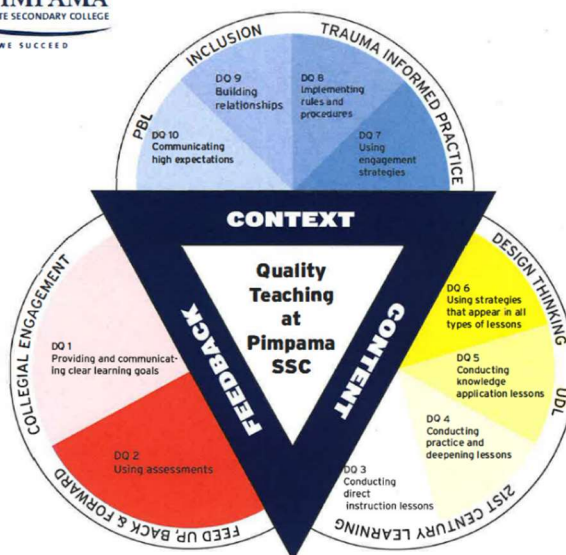 PIMPAMA
STATE SECONDARY COLLEGE
WE SUCCEED
PBL
INCLUSION
TRAUMA INFORMED PRACTICE
DQ 10
Communicating
high expectations
DQ 9
Building
relationships
DQ 8
Implementing
rules and
procedures
DQ 7
Using
engagement
strategies
CONTEXT
FEEDBACK
CONTENT
Quality
Teaching
at
Pimpama
SSC
COLLEGIAL ENGAGEMENT
FEED UP, BACK & FORWARD
DQ 1
Providing and communicat-
ing clear learning goals
DQ 2
Using assessments
DESIGN THINKING
UDL
21ST CENTURY LEARNING
DQ 6
Using strategies
that appear in all
types of lessons
DQ 5
Conducting
knowledge
application lessons
DQ 4
Conducting
practice and
deepening lessons
DQ 3
Conducting
direct
instruction lessons